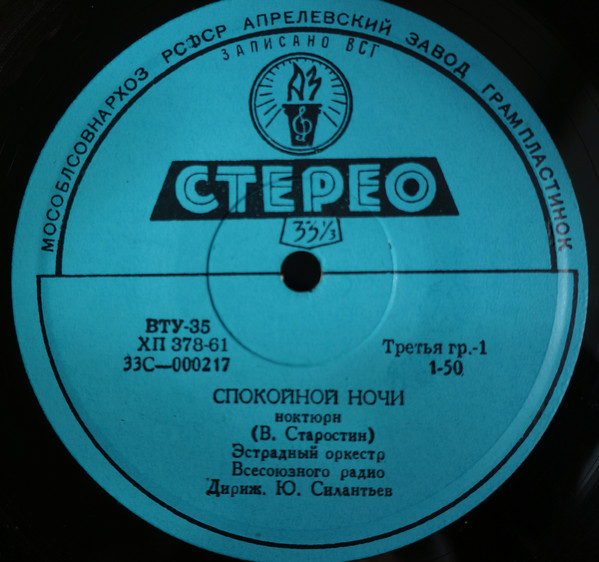 МОСОБЛСОВНАРХОЗ РСФСР АПРЕЛЕВСКИЙ ЗАВОД ГРАМПЛАСТИНОК
ЗАПИСАНО ВСГ
АЗ
СТЕРЕО
33⅓
ВТУ-35
ХП 378-61
33С—000217
Третья гр.-1
1-50
СПОКОЙНОЙ НОЧИ
ноктюрн
(В. Старостин)
Эстрадный оркестр
Всесоюзного радио
Дириж. Ю. Силантьев